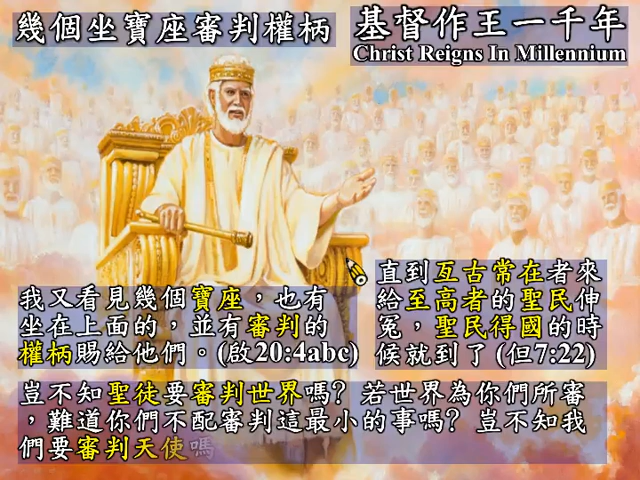 幾個坐寶座審判權柄
基督作王一千年
Christ Reigns In Millennium
我又看見幾個寶座，也有
坐在上面的，並有審判的
權柄賜給他們。(啟20:4abc)
直到亙古常在者來
給至高者的聖民伸
冤，聖民得國的時
候就到了 (但7:22)
豈不知聖徒要審判世界嗎? 若世界為你們所審
，難道你們不配審判這最小的事嗎? 豈不知我
們要審判天使嗎